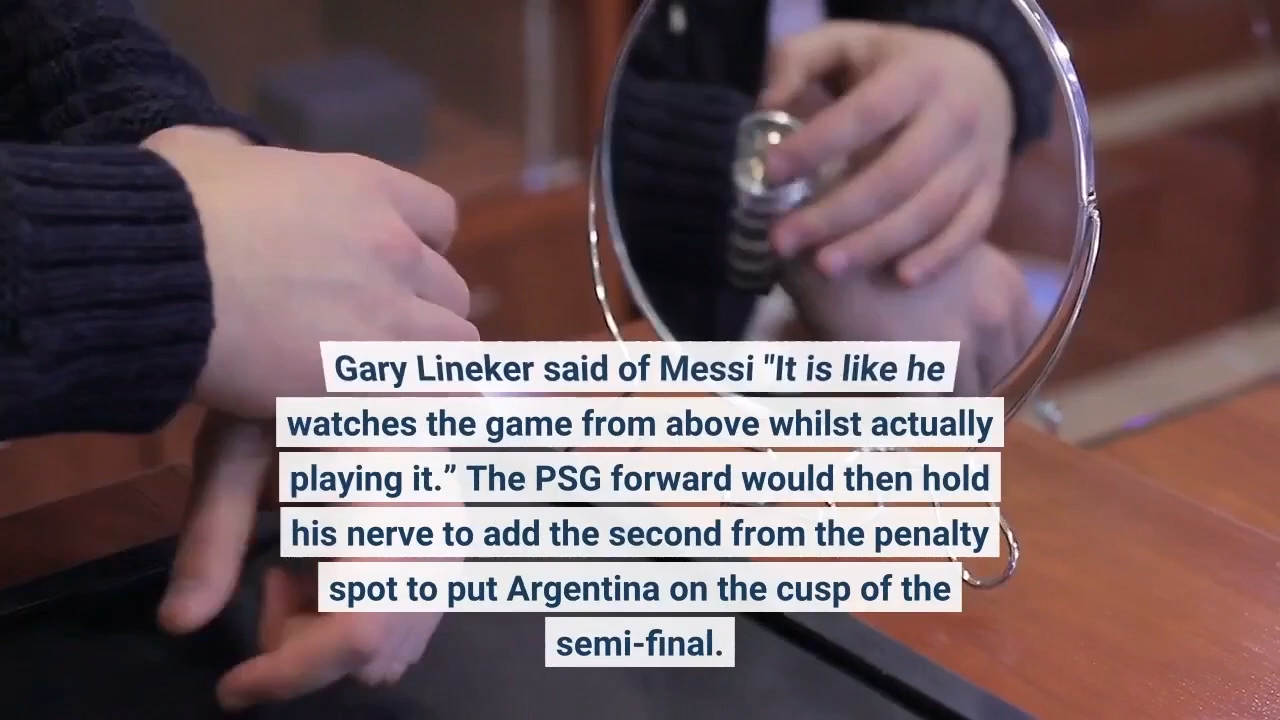 Gary Lineker said of Messi "It is like he
watches the game from above whilst actually
playing it.” The PSG forward would then hold
his nerve to add the second from the penalty
spot to put Argentina on the cusp of the
semi-final.